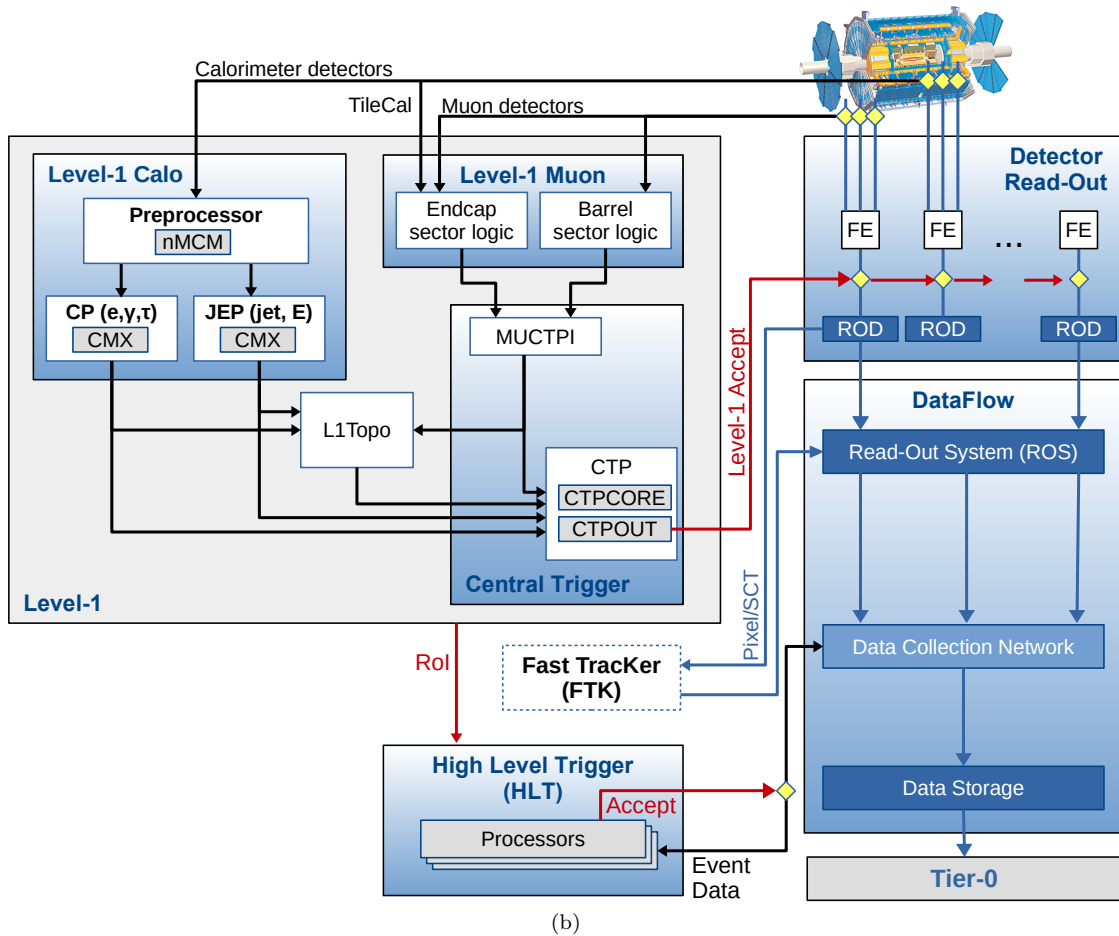 Calorimeter detectors
TileCal
Muon detectors
Level-1 Calo
Preprocessor
nMCM
CP (e,γ,τ)
CMX
JEP (jet, E)
CMX
Level-1 Muon
Endcap
sector logic
Barrel
sector logic
MUCTPI
L1Topo
CTP
CTPCORE
CTPOUT
Central Trigger
Level-1
Level-1 Accept
Detector
Read-Out
FE
FE
...
FE
ROD
ROD
ROD
DataFlow
Read-Out System (ROS)
Pixel/SCT
Data Collection Network
RoI
Fast TracKer
(FTK)
High Level Trigger
(HLT)
Accept
Processors
Event
Data
Data Storage
Tier-0
(b)